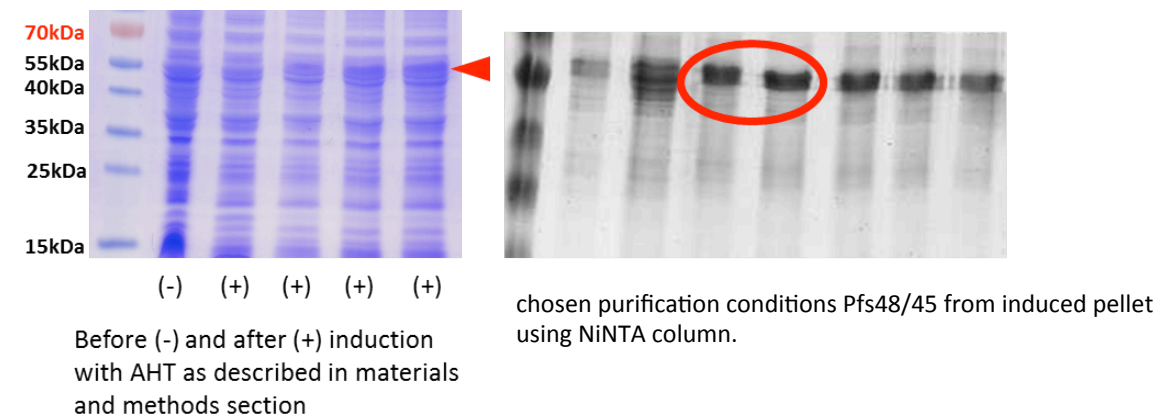 70kDa
55kDa
40kDa
35kDa
25kDa
15kDa
(-) (+) (+) (+) (+)
Before (-) and after (+) induction
with AHT as described in materials
and methods section
chosen purification conditions Pfs48/45 from induced pellet
using NiNTA column.